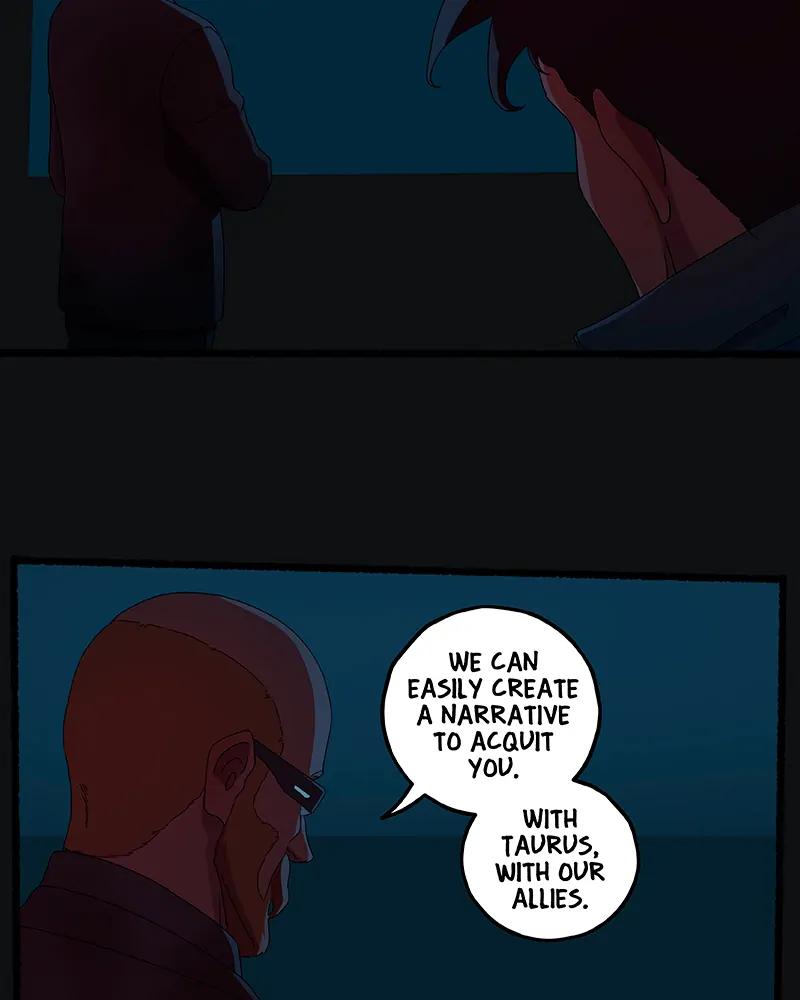 WE CAN
EASILY CREATE
A NARRATIVE
TO ACQUIT
YOU.
WITH
TAURUS,
WITH OUR
ALLIES.